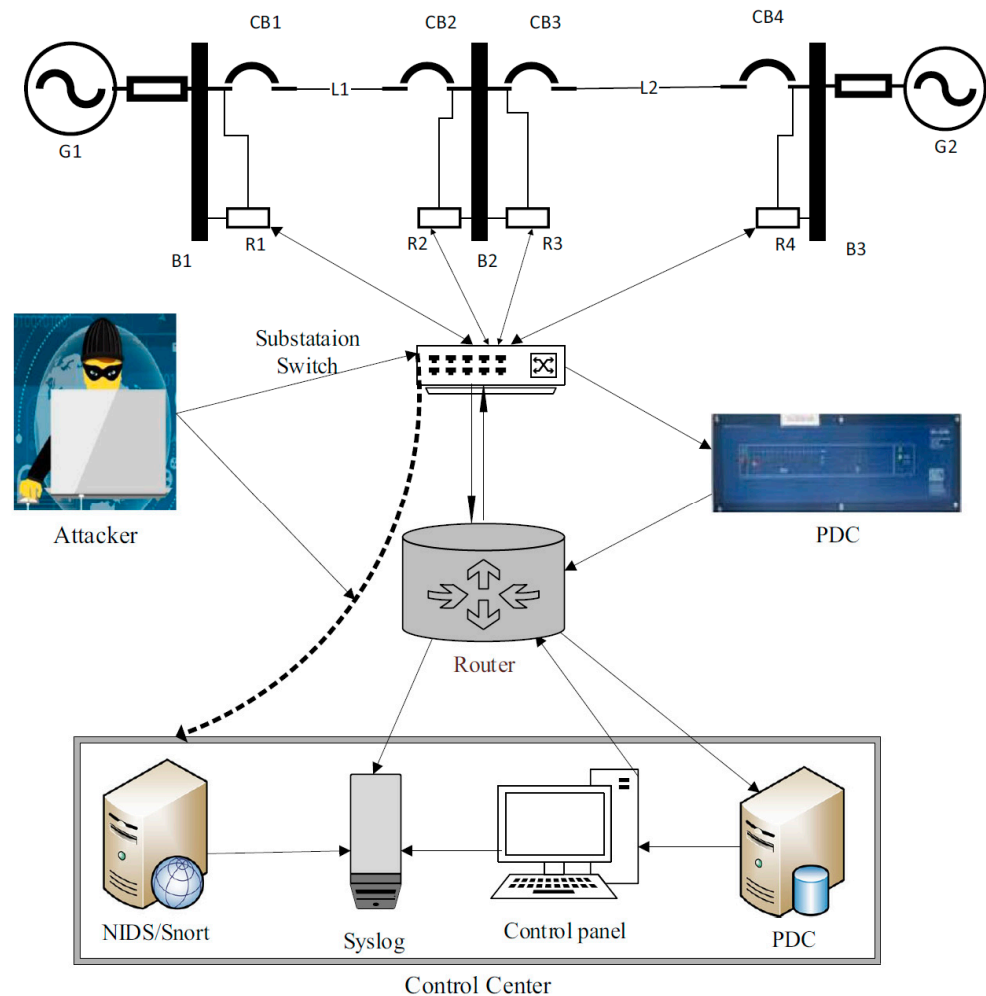 CB1
CB2
CB3
CB4
L1
L2
G1
G2
R1
R2
R3
R4
B1
B2
B3
Substataion
Switch
Attacker
PDC
Router
NIDS/Snort
Syslog
Control panel
PDC
Control Center